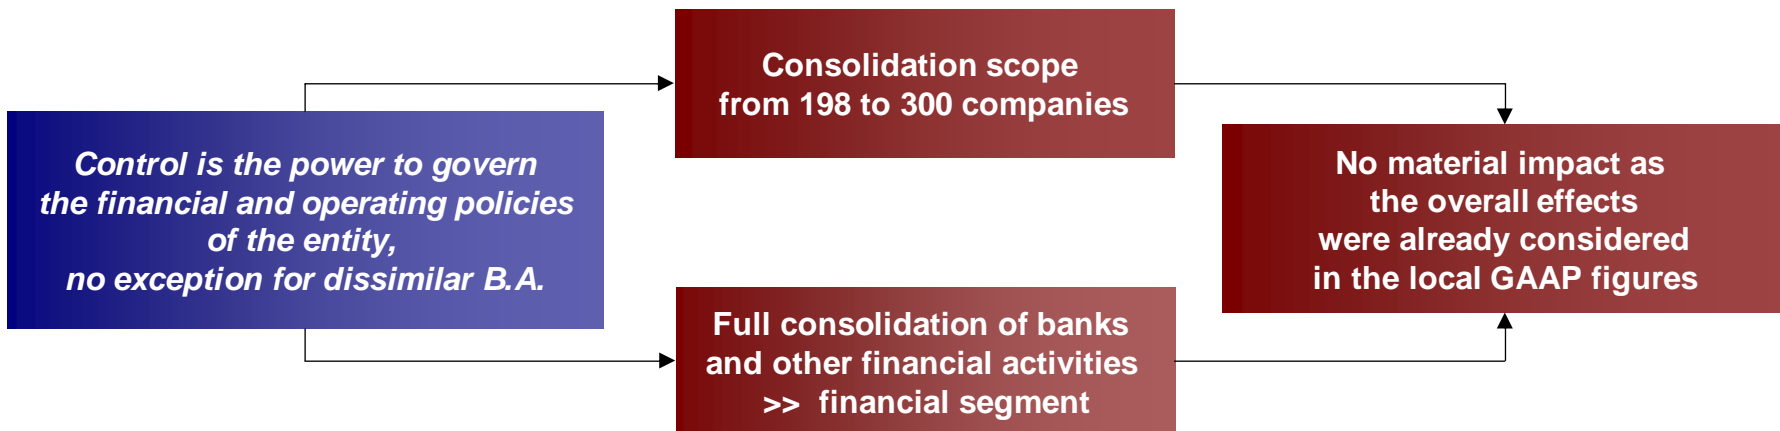 Control is the power to govern
the financial and operating policies
of the entity,
no exception for dissimilar B.A.
Consolidation scope
from 198 to 300 companies
Full consolidation of banks
and other financial activities
>> financial segment
No material impact as
the overall effects
were already considered
in the local GAAP figures